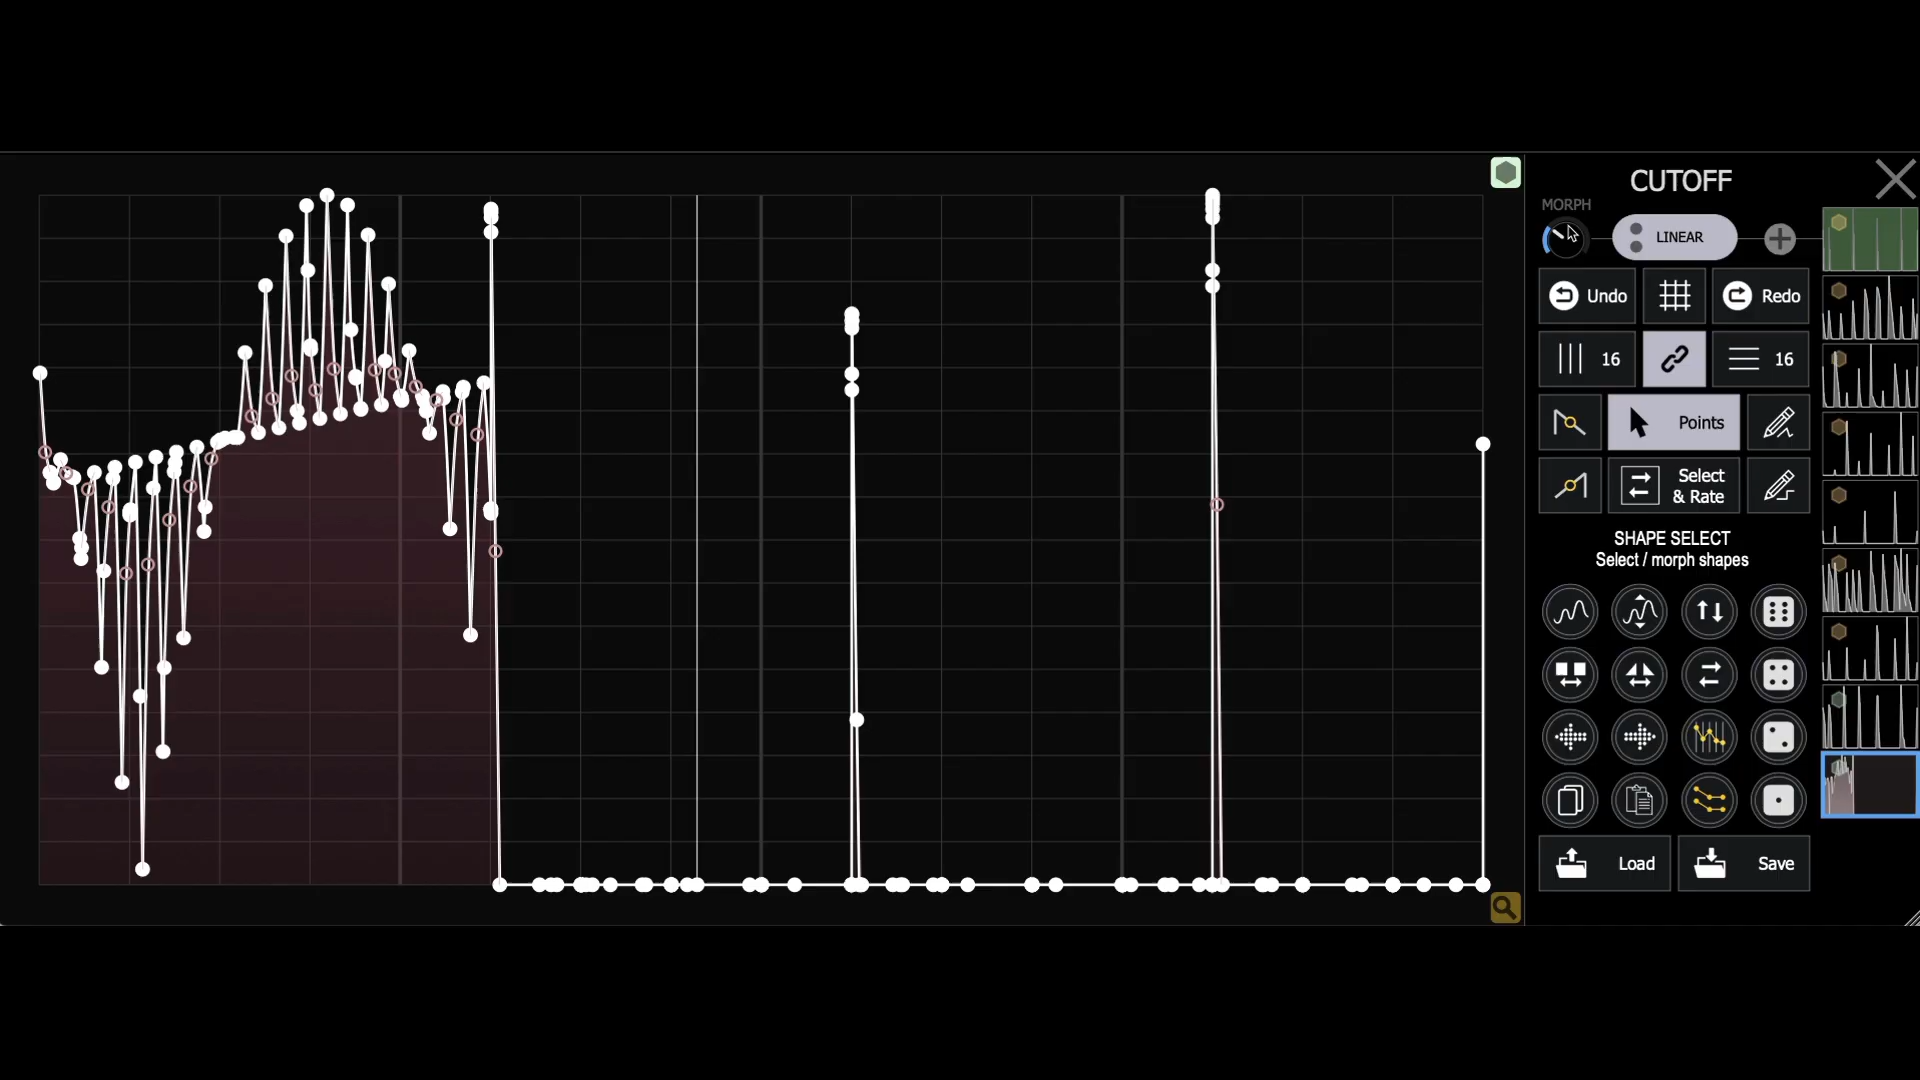 CUTOFF
MORPH
LINEAR
Undo
Redo
16
16
Points
Select
& Rate
SHAPE SELECT
Select / morph shapes
Load
Save